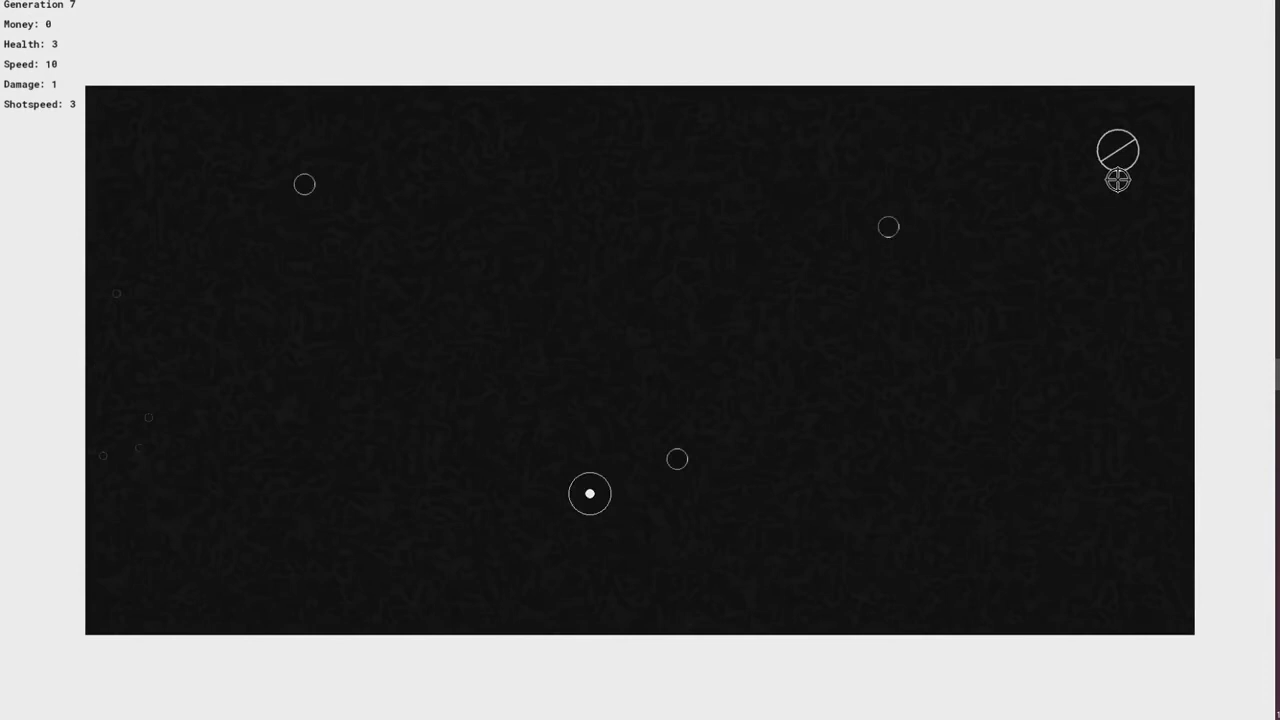 Generation 7
Money: 0
Health: 3
Speed: 10
Damage: 1
Shotspeed: 3